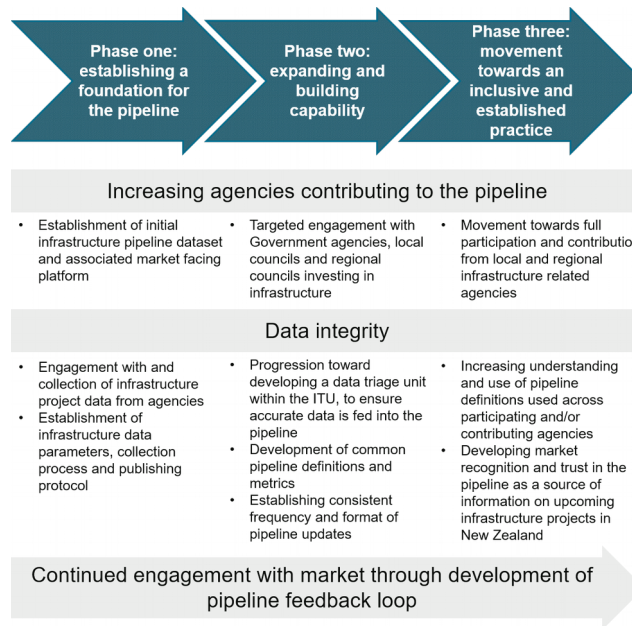 Phase one:
establishing a
foundation for
the pipeline
Phase two:
expanding and
building
capability
Phase three:
movement
towards an
inclusive and
established
practice
Increasing agencies contributing to the pipeline
• Establishment of initial
infrastructure pipeline dataset
and associated market facing
platform
• Targeted engagement with
Government agencies, local
councils and regional
councils investing in
infrastructure
• Movement towards full
participation and contributio
from local and regional
infrastructure related
agencies
Data integrity
• Engagement with and
collection of infrastructure
project data from agencies
• Establishment of
infrastructure data
parameters, collection
process and publishing
protocol
• Progression toward
developing a data triage unit
within the ITU, to ensure
accurate data is fed into the
pipeline
• Development of common
pipeline definitions and
metrics
• Establishing consistent
frequency and format of
pipeline updates
• Increasing understanding
and use of pipeline
definitions used across
participating and/or
contributing agencies
• Developing market
recognition and trust in the
pipeline as a source of
information on upcoming
infrastructure projects in
New Zealand
Continued engagement with market through development of
pipeline feedback loop